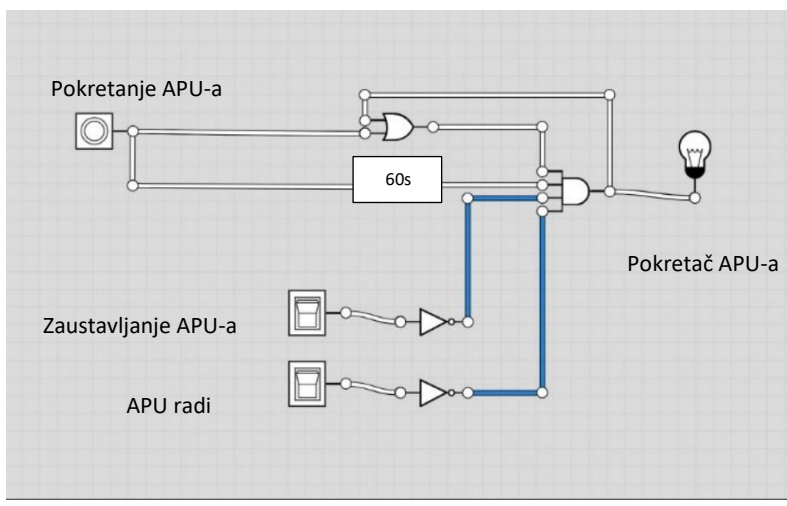 Pokretanje APU-a
60s
Pokretač APU-a
Zaustavljanje APU-a
APU radi